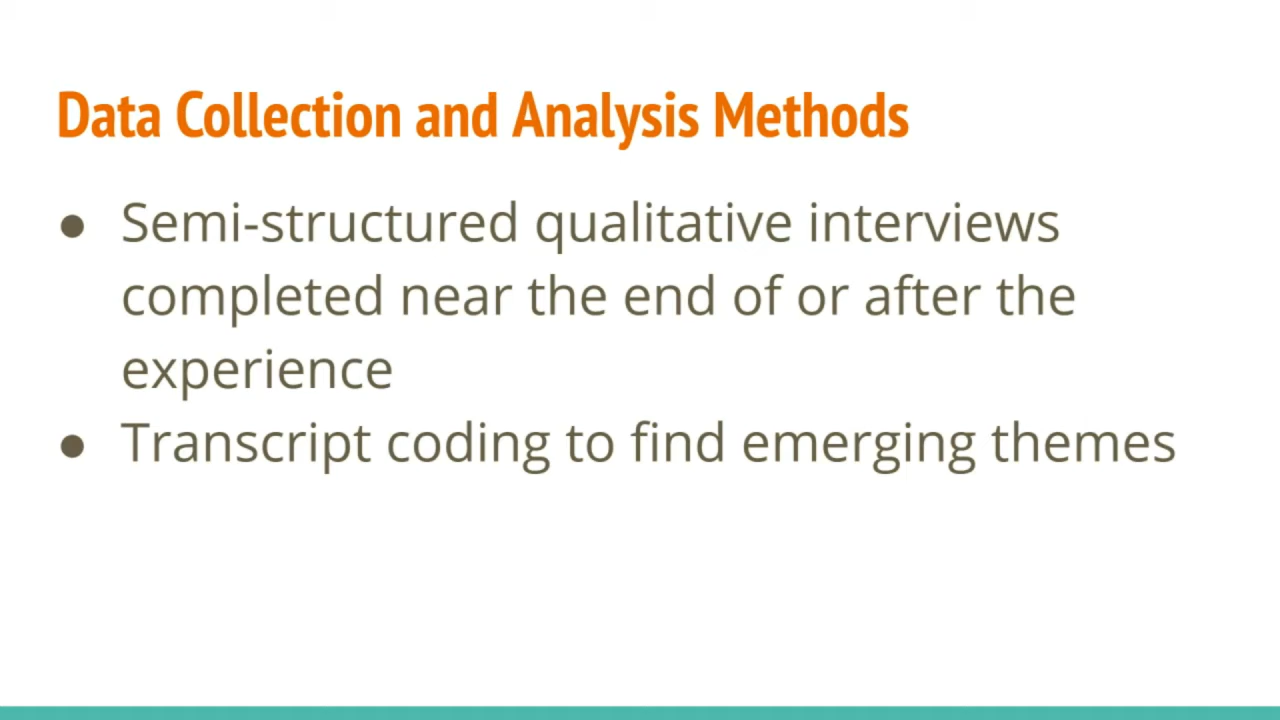 Data Collection and Analysis Methods
● Semi-structured qualitative interviews
completed near the end of or after the
experience
● Transcript coding to find emerging themes